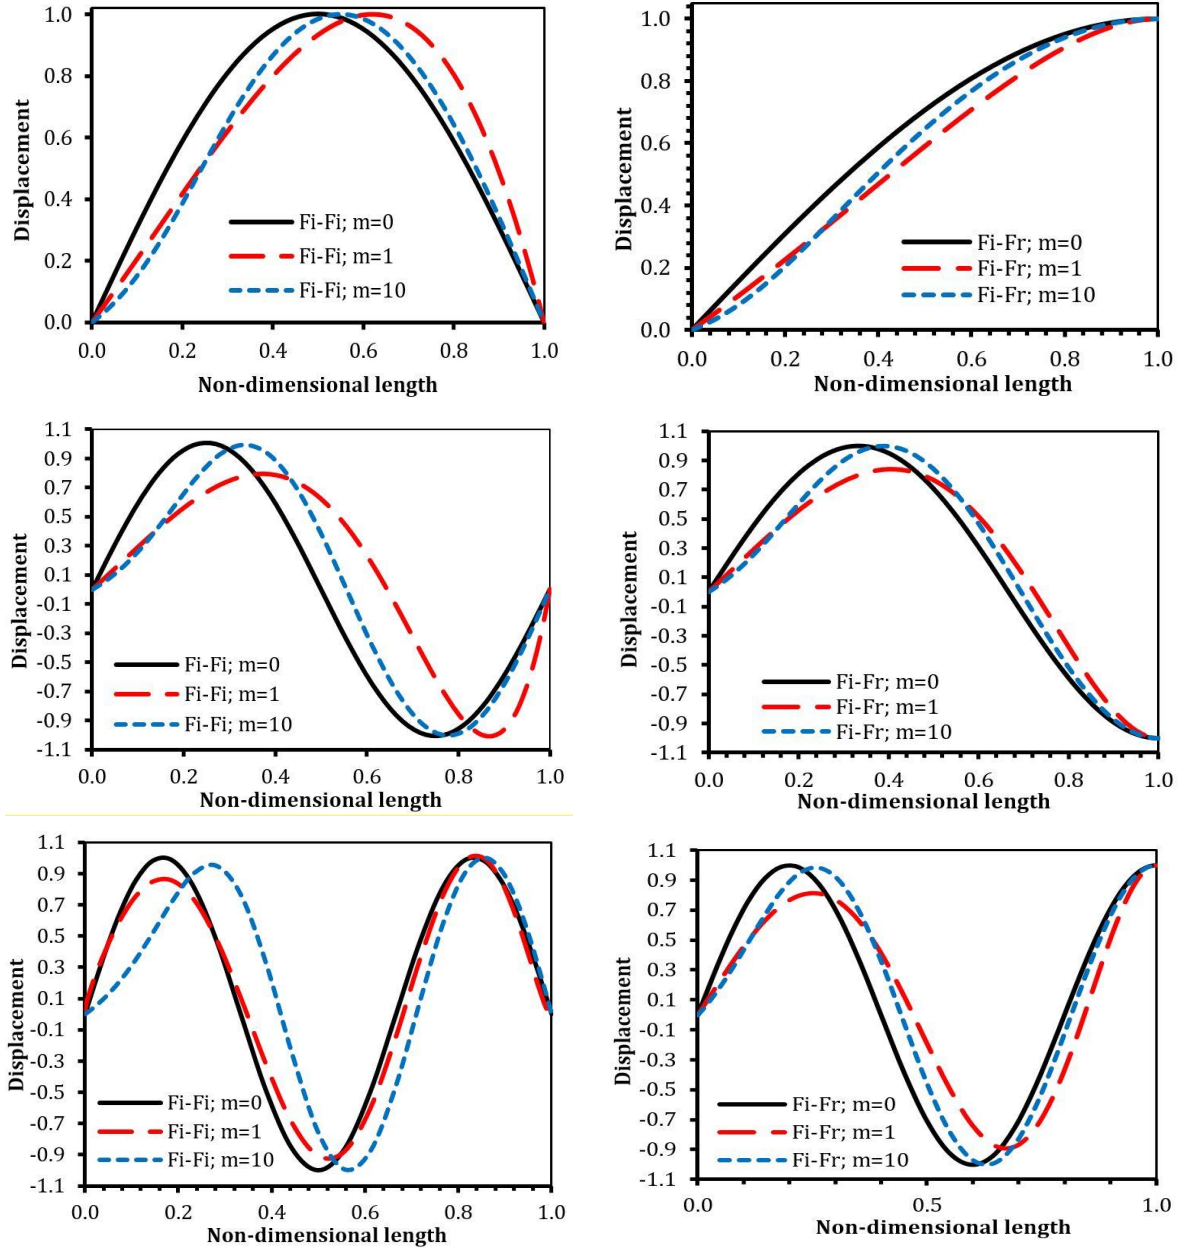 1.0
0.8
0.6
0.4
0.2
0.0
Displacement
Fi-Fi; m=0
Fi-Fi; m=1
Fi-Fi; m=10
0.0 0.2 0.4 0.6 0.8 1.0
Non-dimensional length
1.0
0.8
0.6
0.4
0.2
0.0
Displacement
Fi-Fr; m=0
Fi-Fr; m=1
Fi-Fr; m=10
0.0 0.2 0.4 0.6 0.8 1.0
Non-dimensional length
1.1
0.9
0.7
0.5
0.3
0.1
-0.1
-0.3
-0.5
-0.7
-0.9
-1.1
Displacement
Fi-Fi; m=0
Fi-Fi; m=1
Fi-Fi; m=10
0.0 0.2 0.4 0.6 0.8 1.0
Non-dimensional length
1.1
0.9
0.7
0.5
0.3
0.1
-0.1
-0.3
-0.5
-0.7
-0.9
-1.1
Displacement
Fi-Fr; m=0
Fi-Fr; m=1
Fi-Fr; m=10
0.0 0.2 0.4 0.6 0.8 1.0
Non-dimensional length
1.1
0.9
0.7
0.5
0.3
0.1
-0.1
-0.3
-0.5
-0.7
-0.9
-1.1
Displacement
Fi-Fi; m=0
Fi-Fi; m=1
Fi-Fi; m=10
0.0 0.2 0.4 0.6 0.8 1.0
Non-dimensional length
1.1
0.9
0.7
0.5
0.3
0.1
-0.1
-0.3
-0.5
-0.7
-0.9
-1.1
Displacement
Fi-Fr; m=0
Fi-Fr; m=1
Fi-Fr; m=10
0.0 0.5 1.0
Non-dimensional length